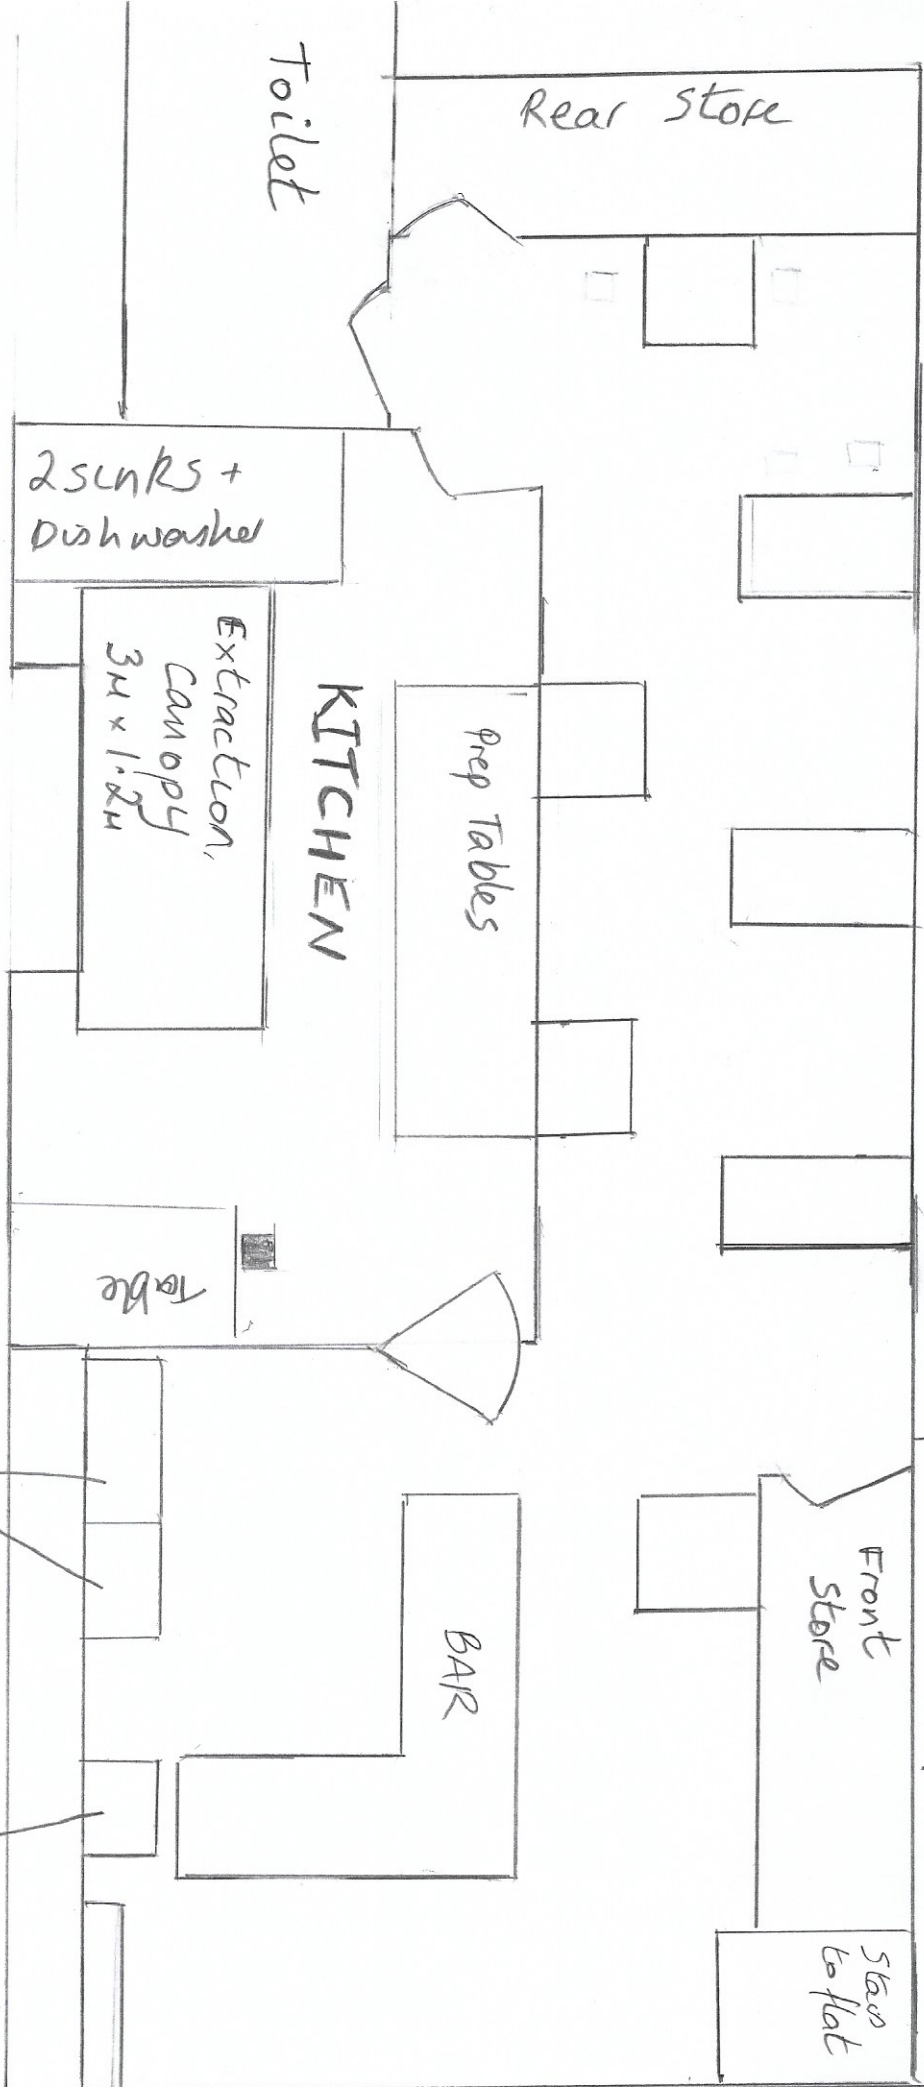 Rear Store
Toilet
2 sinks +
Dishwasher
Extraction,
Canopy
3M x 1.2M
KITCHEN
Prep Tables
Table
Front
Store
BAR
Stairs
to flat